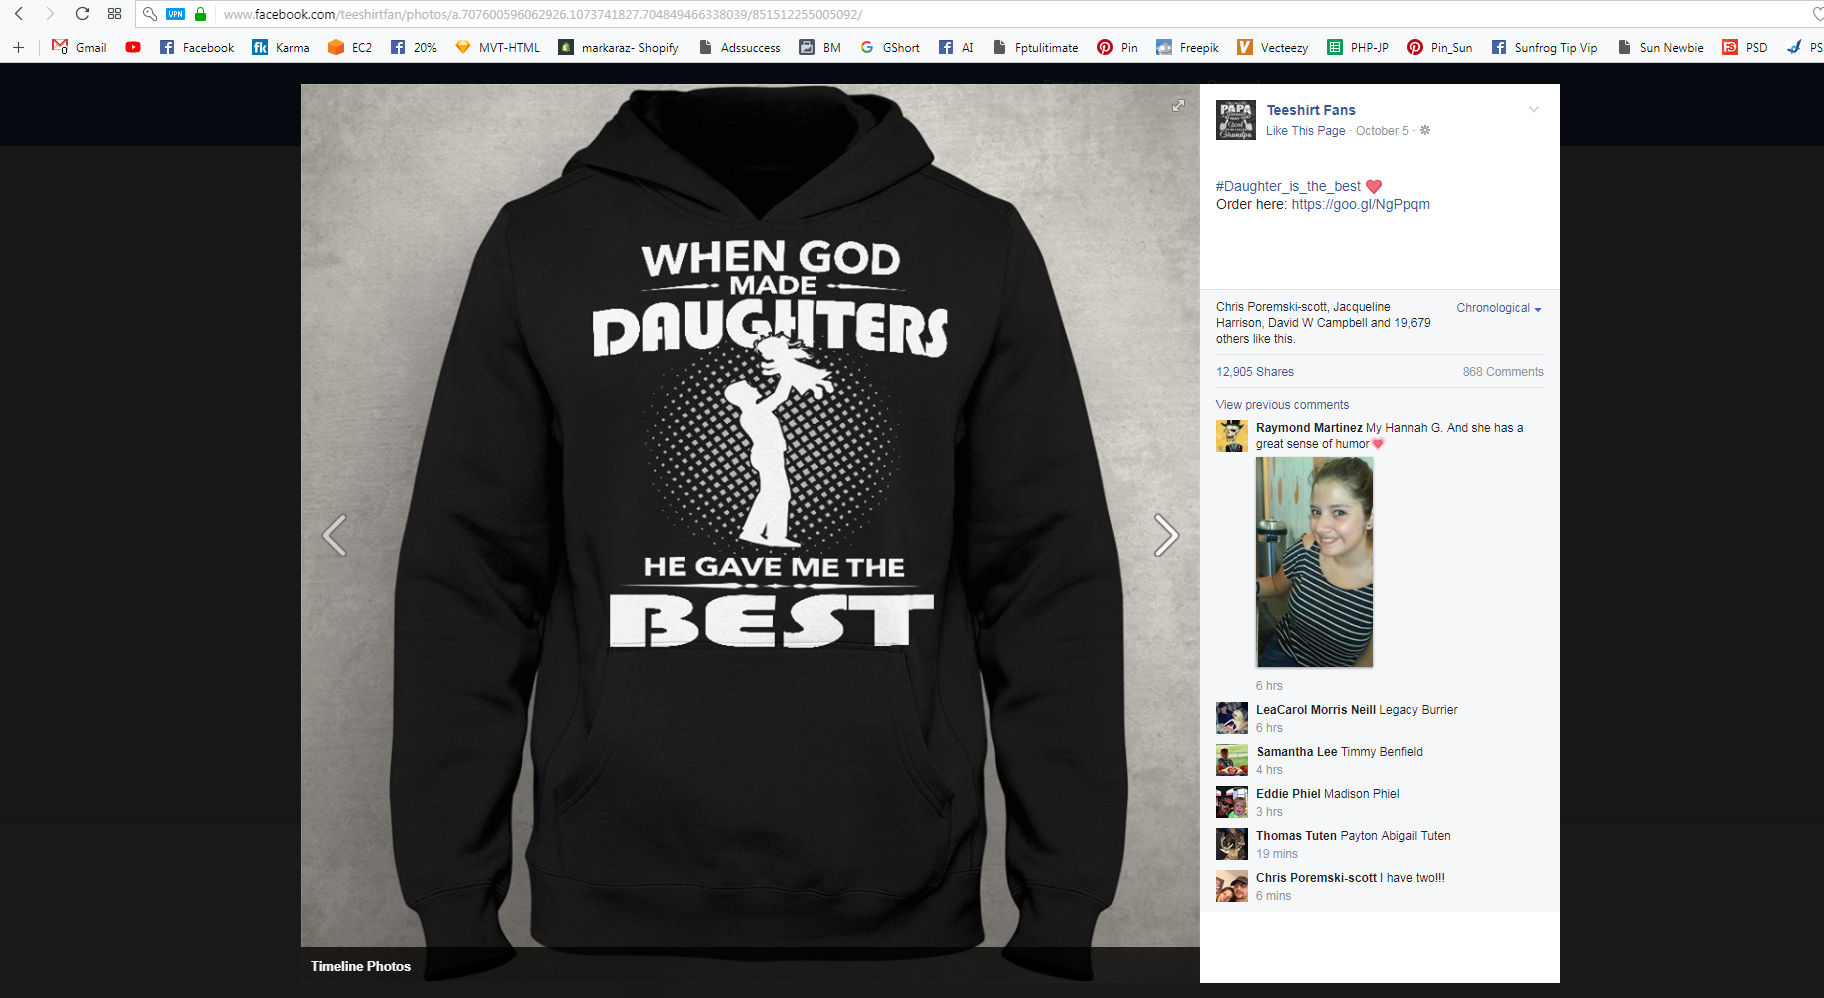 VPN www.facebook.com/teeshirtfan/photos/a.707600596062926.1073741827.704849466338039/851512255005092/
Gmail Facebook fk Karma EC2 20% MVT-HTML markaraz- Shopify Adssuccess BM GShort AI Fptulitimate Pin Freepik Vecteezy PHP-JP Pin_Sun Sunfrog Tip Vip Sun Newbie PSD PS
WHEN GOD
MADE
DAUGHTERS
HE GAVE ME THE
BEST
Timeline Photos
PAPA
Teeshirt Fans
Like This Page · October 5 ·
#Daughter_is_the_best ❤
Order here: https://goo.gl/NgPpqm
Chris Poremski-scott, Jacqueline
Harrison, David W Campbell and 19,679
others like this.
Chronological
12,905 Shares
868 Comments
View previous comments
Raymond Martinez My Hannah G. And she has a
great sense of humor💗
6 hrs
LeaCarol Morris Neill Legacy Burrier
6 hrs
Samantha Lee Timmy Benfield
4 hrs
Eddie Phiel Madison Phiel
3 hrs
Thomas Tuten Payton Abigail Tuten
19 mins
Chris Poremski-scott I have two!!!
6 mins